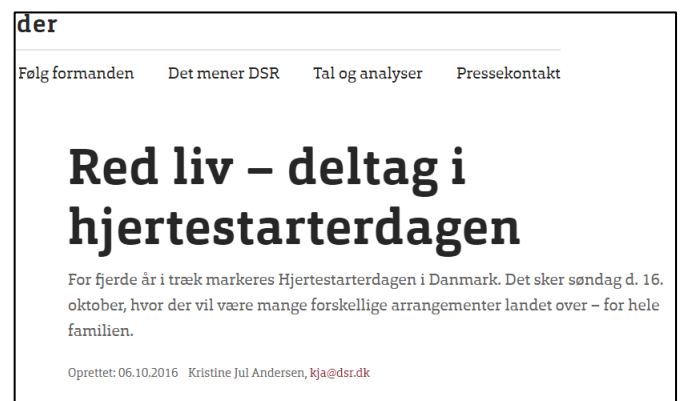 der
Følg formanden Det mener DSR Tal og analyser Pressekontakt
Red liv – deltag i
hjertestarterdagen
For fjerde år i træk markeres Hjertestarterdagen i Danmark. Det sker søndag d. 16.
oktober, hvor der vil være mange forskellige arrangementer landet over – for hele
familien.
Oprettet: 06.10.2016 Kristine Jul Andersen, kja@dsr.dk